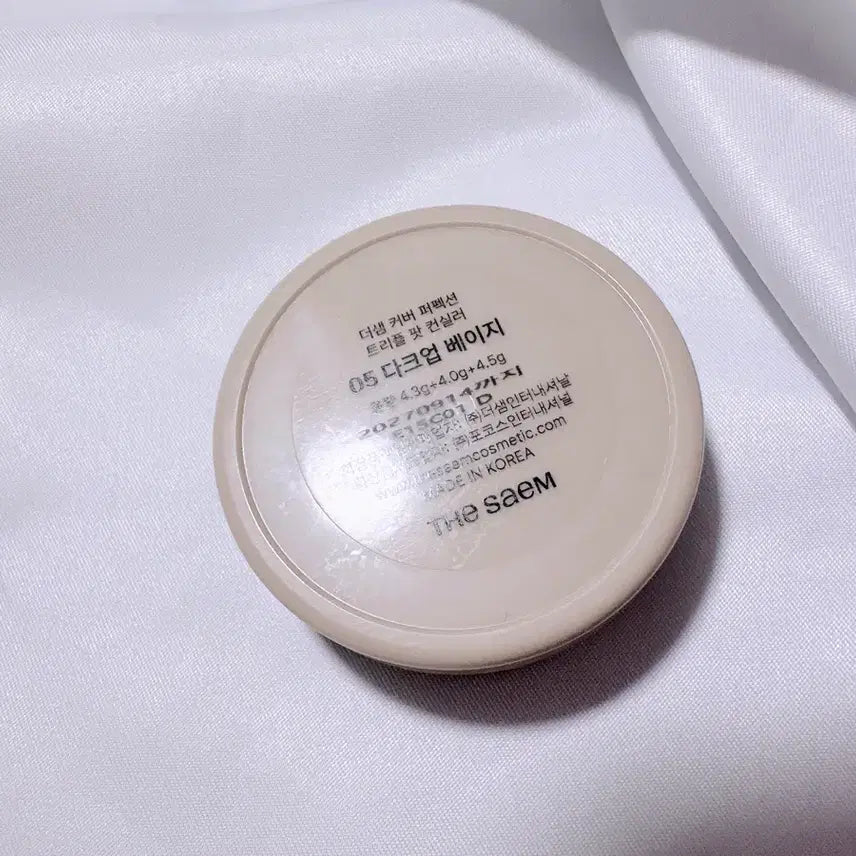 더샘 커버 퍼펙션
트리플 팟 컨실러
05 다크업 베이지
용량 4.3g+4.0g+4.5g
20270914까지
㈜더샘인터내셔날
㈜포코스인터내셔널
www.thesaemcosmetic.com
MADE IN KOREA
THE SAEM